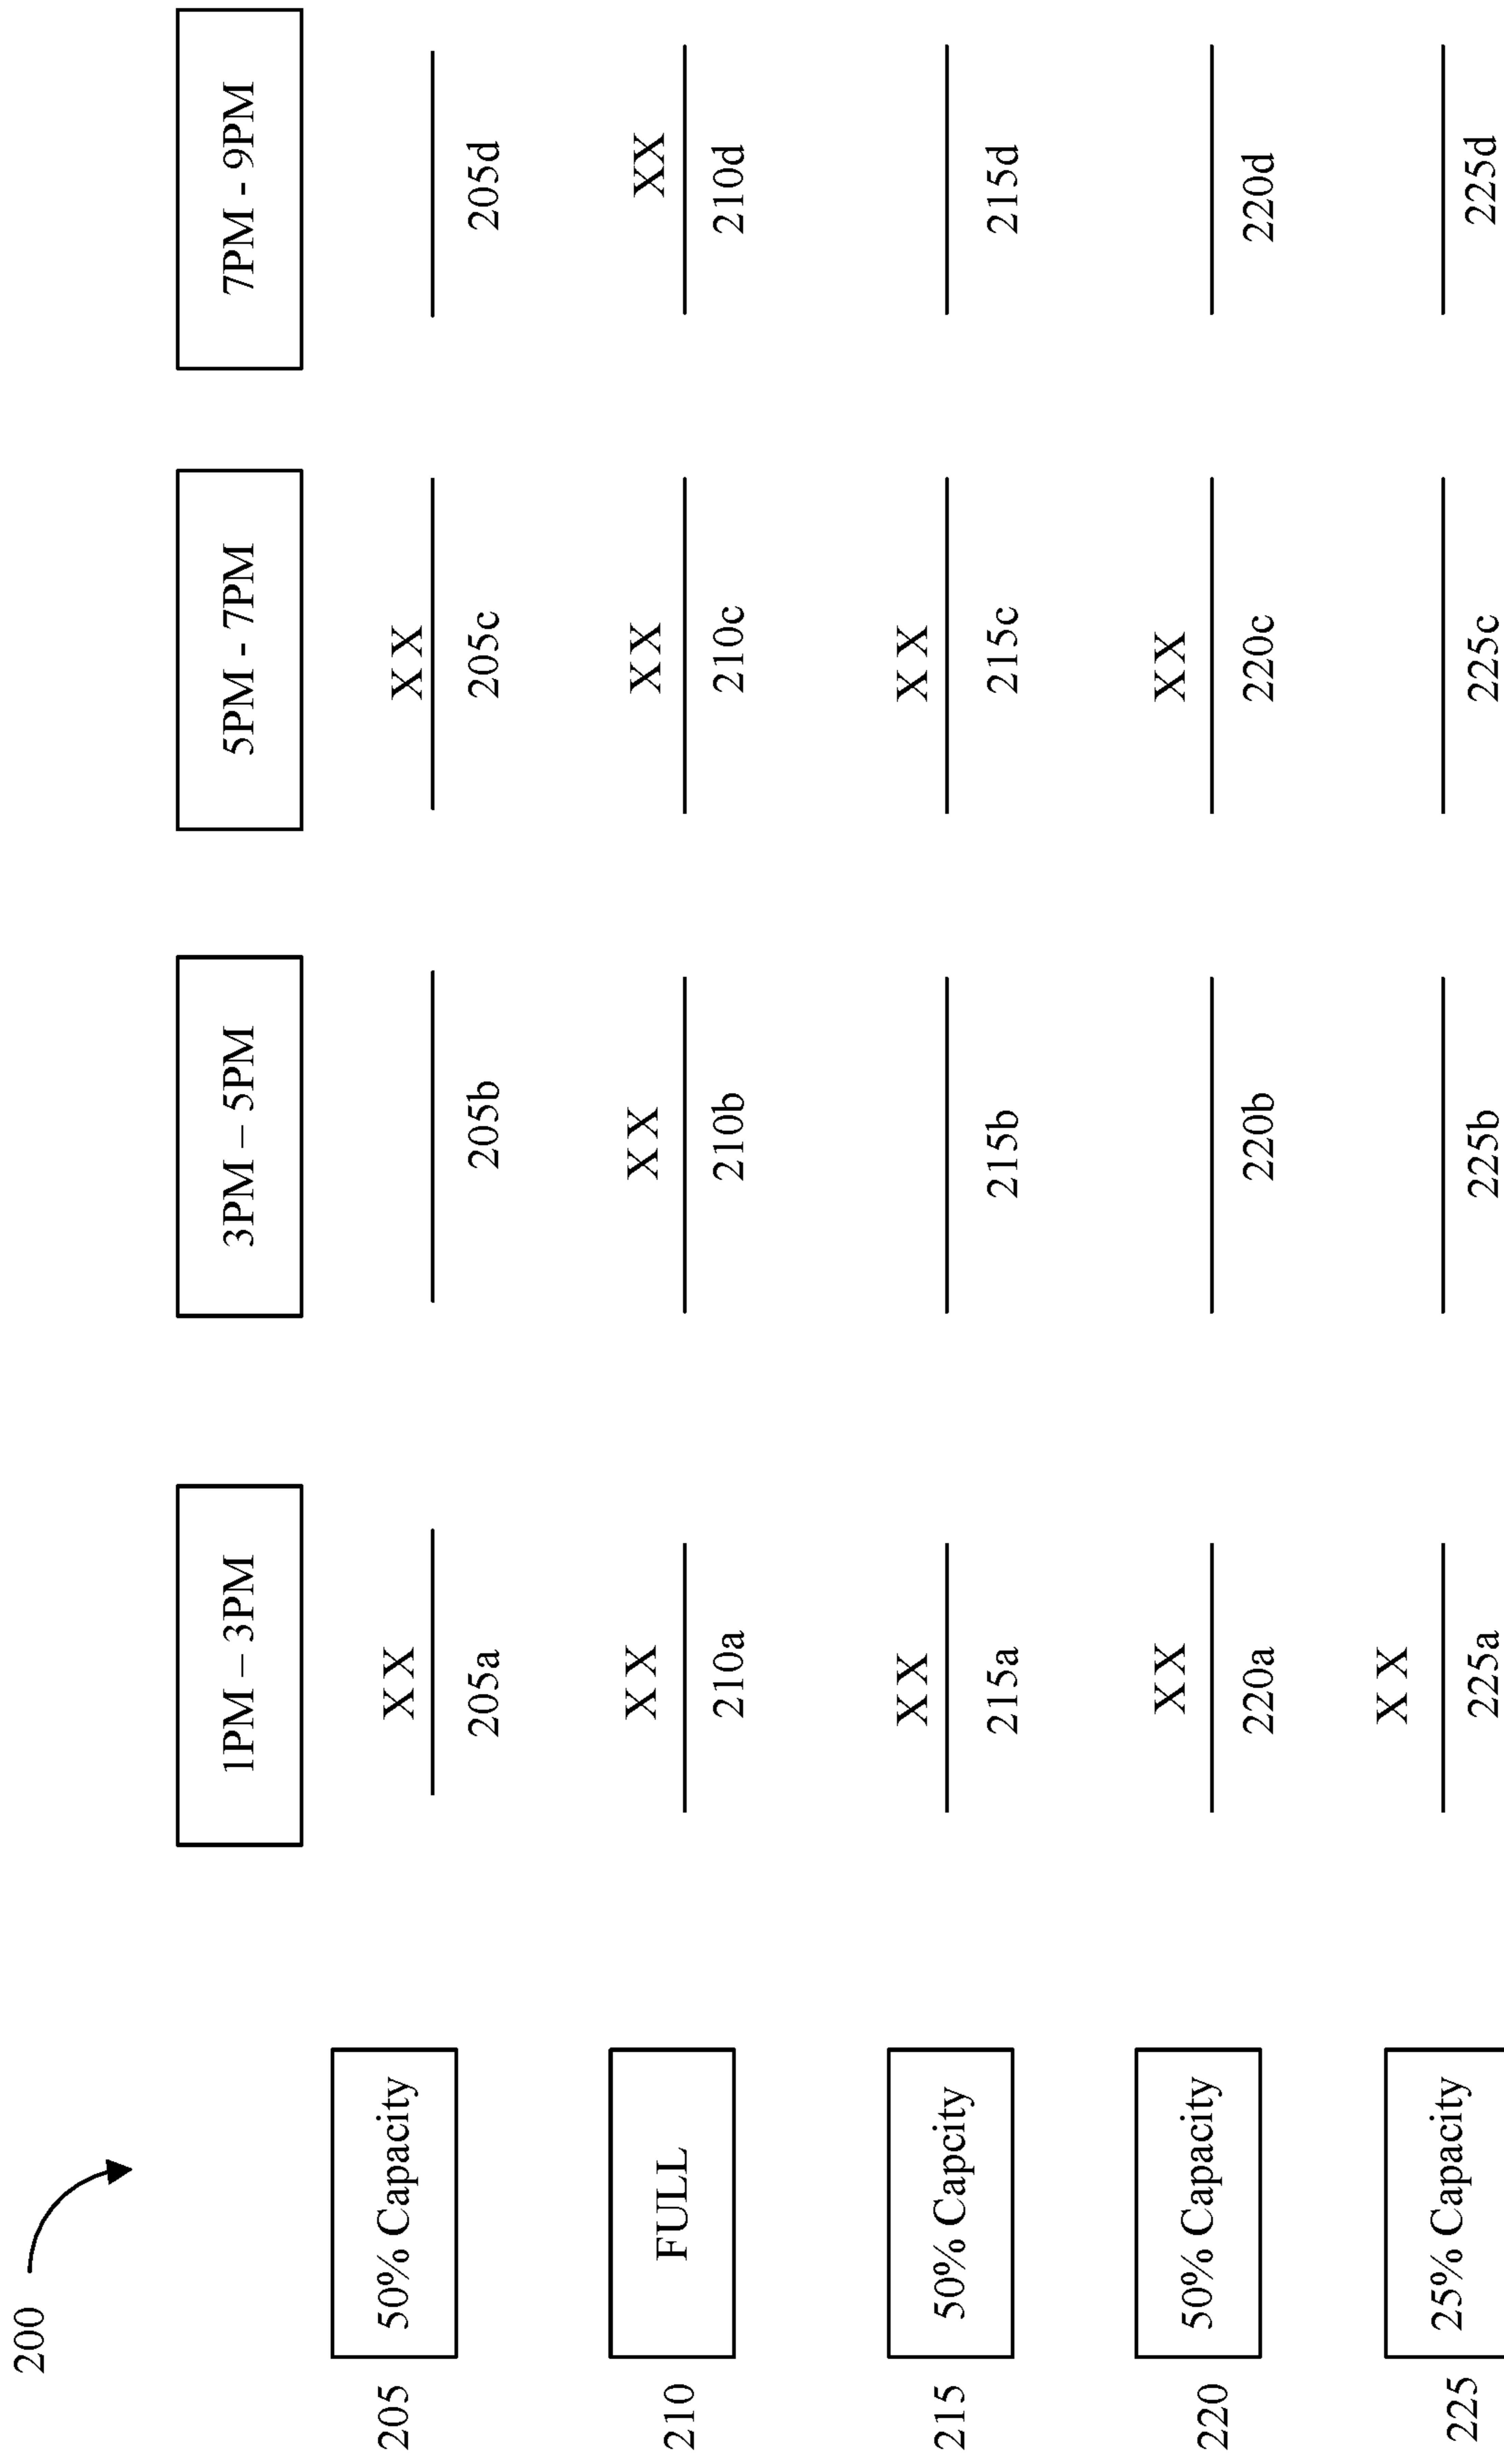 200
1PM – 3PM 3PM – 5PM 5PM - 7PM 7PM - 9PM
205 50% Capacity X X X X
205a 205b 205c 205d
210 FULL X X X X X X XX
210a 210b 210c 210d
215 50% Capcity X X X X
215a 215b 215c 215d
220 50% Capacity XX XX
220a 220b 220c 220d
225 25% Capacity X X
225a 225b 225c 225d